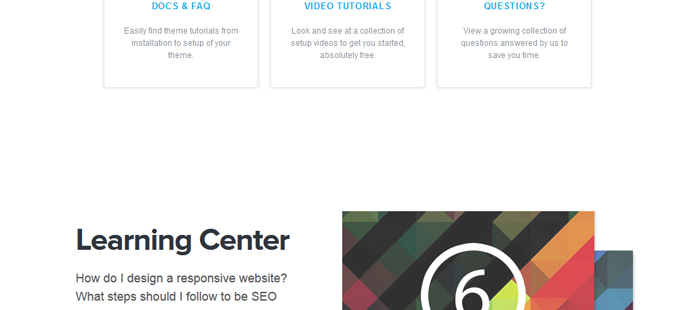 DOCS & FAQ
Easily find theme tutorials from
installation to setup of your
theme.
VIDEO TUTORIALS
Look and see at a collection of
setup videos to get you started,
absolutely free.
QUESTIONS?
View a growing collection of
questions answered by us to
save you time.
Learning Center
How do I design a responsive website?
What steps should I follow to be SEO
6